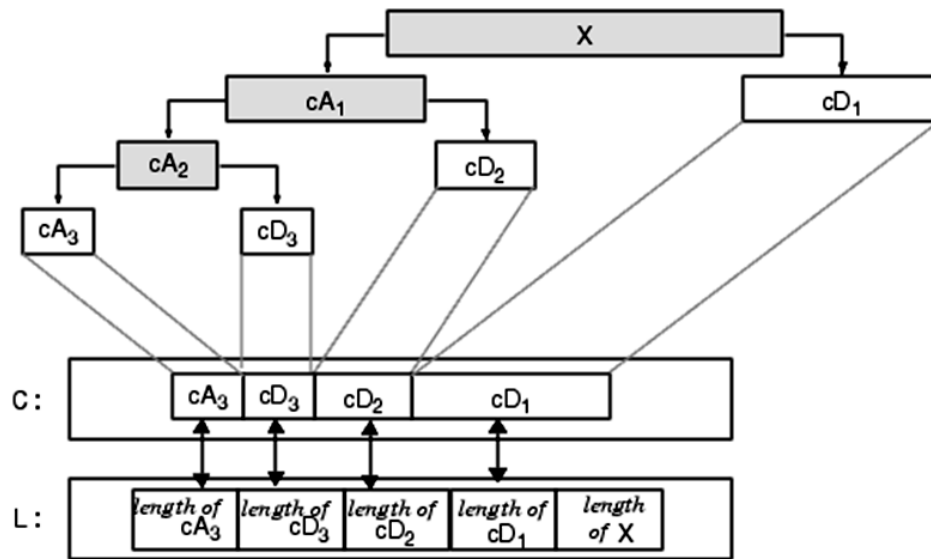 X
cA₁
cD₁
cA₂
cD₂
cA₃
cD₃
C: cA₃ cD₃ cD₂ cD₁
L: length of cA₃ length of cD₃ length of cD₂ length of cD₁ length of X